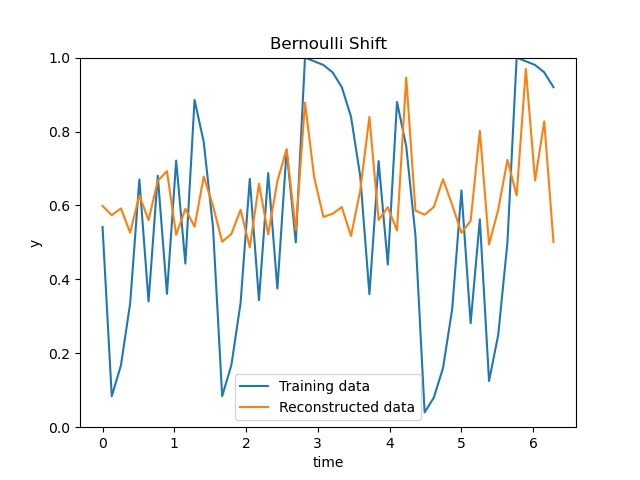 Bernoulli Shift
1.0
0.8
0.6
0.4
0.2
0.0
y
Training data
Reconstructed data
0 1 2 3 4 5 6
time